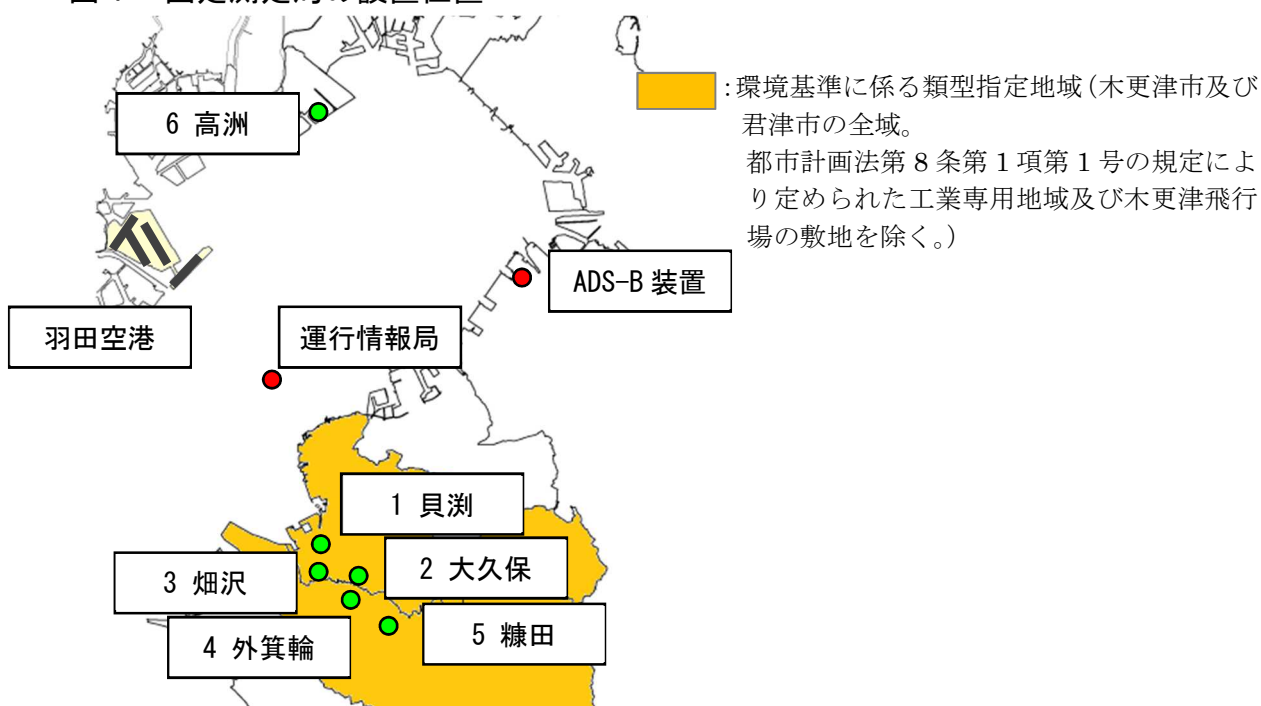 6 高洲
:環境基準に係る類型指定地域(木更津市及び
君津市の全域。
都市計画法第8条第1項第1号の規定によ
り定められた工業専用地域及び木更津飛行
場の敷地を除く。)
ADS-B 装置
羽田空港
運行情報局
1 貝渕
2 大久保
3 畑沢
5 糠田
4 外箕輪